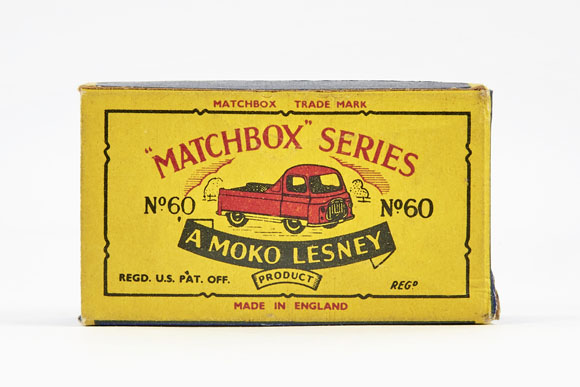 MATCHBOX TRADE MARK
"MATCHBOX" SERIES
Nº60 Nº60
A MOKO LESNEY
PRODUCT
REGD. U.S. PAT. OFF. REGᴰ
MADE IN ENGLAND